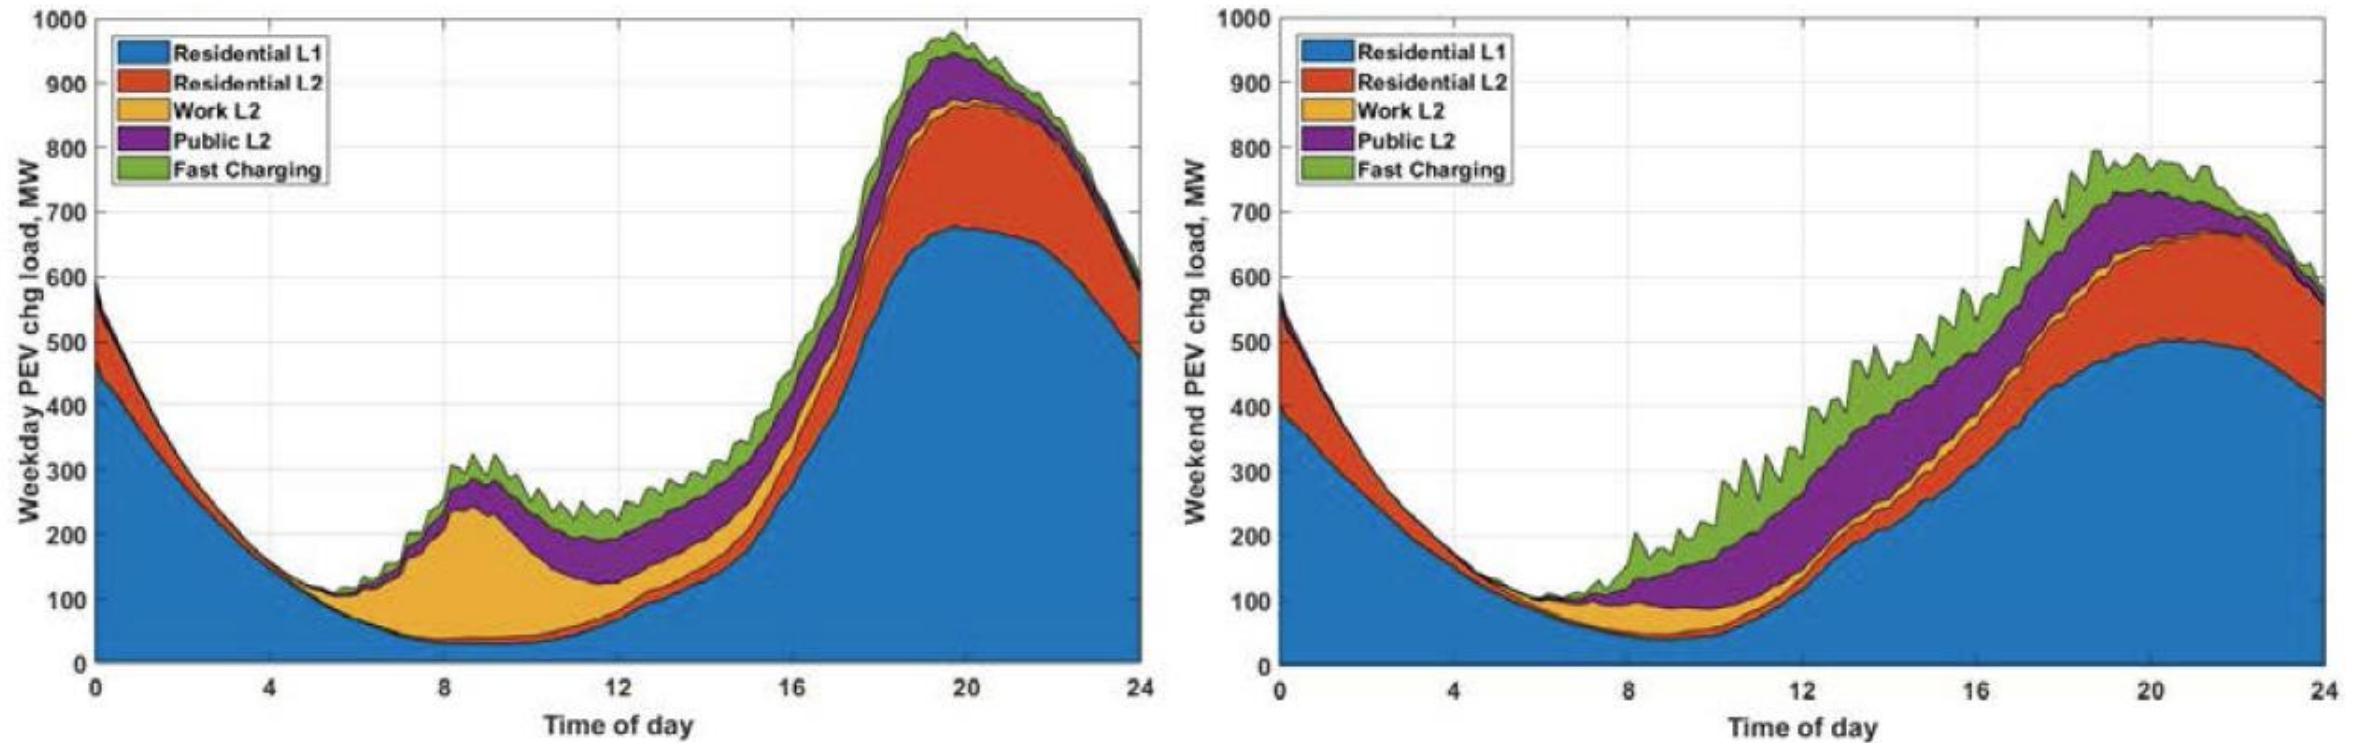 Weekday PEV chg load, MW
1000
900
800
700
600
500
400
300
200
100
0
Residential L1
Residential L2
Work L2
Public L2
Fast Charging
0 4 8 12 16 20 24
Time of day
Weekend PEV chg load, MW
1000
900
800
700
600
500
400
300
200
100
0
Residential L1
Residential L2
Work L2
Public L2
Fast Charging
0 4 8 12 16 20 24
Time of day